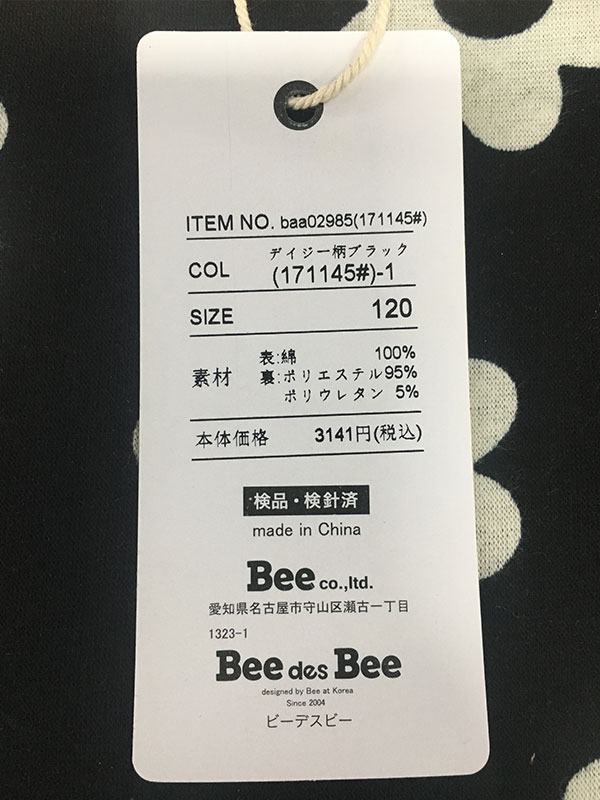 ITEM NO. baa02985(171145#)
COL デイジー柄ブラック
(171145#)-1
SIZE 120
素材 表:綿 100%
裏:ポリエステル95%
ポリウレタン 5%
本体価格 3141円(税込)
検品・検針済
made in China
Bee co.,ltd.
愛知県名古屋市守山区瀬古一丁目
1323-1
Bee des Bee
designed by Bee at Korea
Since 2004
ビーデスビー